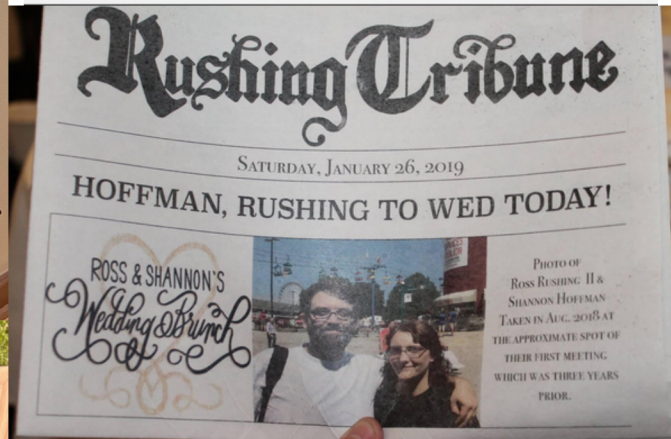 Rushing Tribune
SATURDAY, JANUARY 26, 2019
HOFFMAN, RUSHING TO WED TODAY!
ROSS & SHANNON'S
Wedding Brunch
PHOTO OF
ROSS RUSHING II &
SHANNON HOFFMAN
TAKEN IN AUG. 2018 AT
THE APPROXIMATE SPOT OF
THEIR FIRST MEETING
WHICH WAS THREE YEARS
PRIOR.